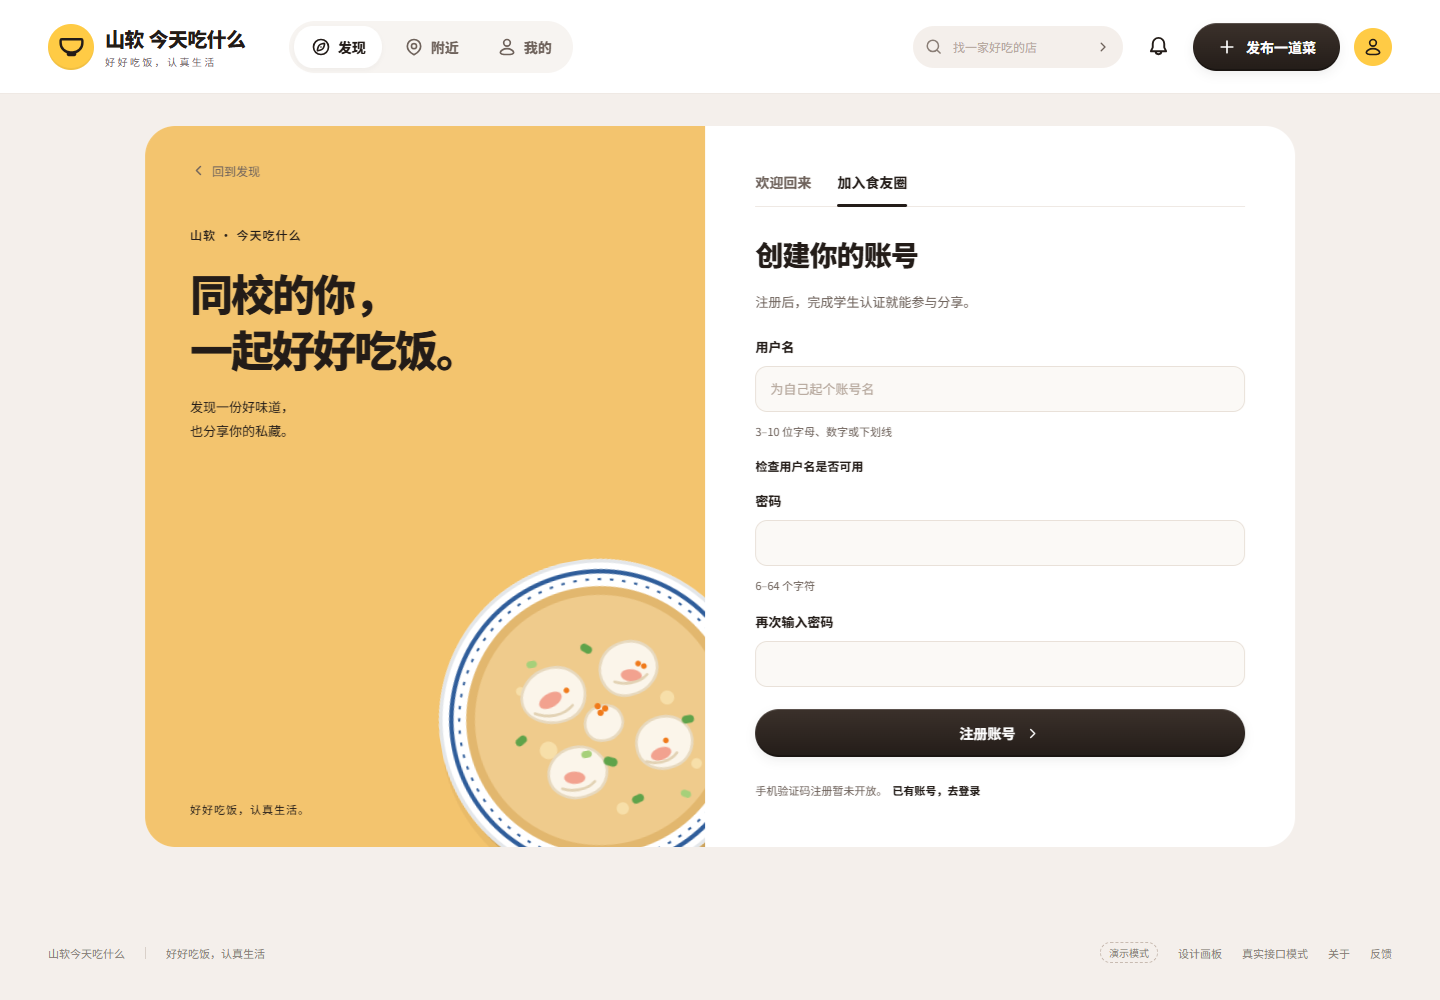 山软 今天吃什么
好好吃饭，认真生活
发现
附近
我的
找一家好吃的店
发布一道菜
回到发现
山软 · 今天吃什么
同校的你，
一起好好吃饭。
发现一份好味道，
也分享你的私藏。
好好吃饭，认真生活。
欢迎回来
加入食友圈
创建你的账号
注册后，完成学生认证就能参与分享。
用户名
为自己起个账号名
3–10 位字母、数字或下划线
检查用户名是否可用
密码
6–64 个字符
再次输入密码
注册账号
手机验证码注册暂未开放。 已有账号，去登录
山软今天吃什么
好好吃饭，认真生活
演示模式
设计画板
真实接口模式
关于
反馈